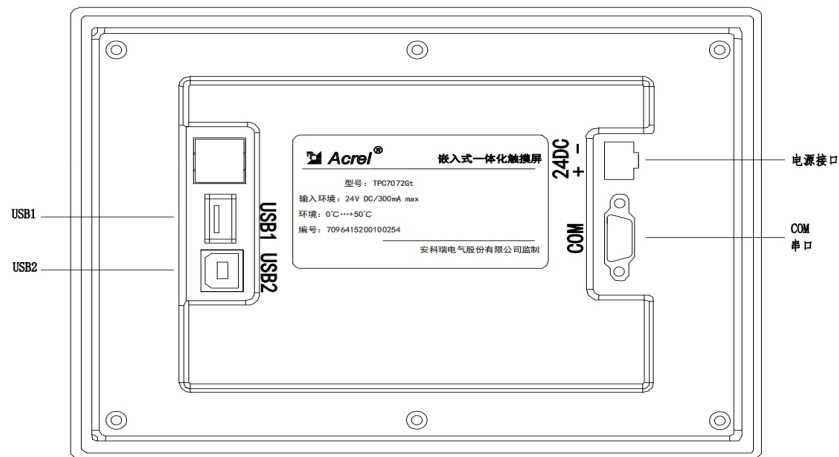 Acrel® 嵌入式一体化触摸屏
型号：TPC7072Gt
输入环境：24V DC/300mA max
环境：0℃···+50℃
编号：7096415200100254
安科瑞电气股份有限公司监制
USB1
USB2
USB1
USB2
24DC
-
+
COM
电源接口
COM
串口